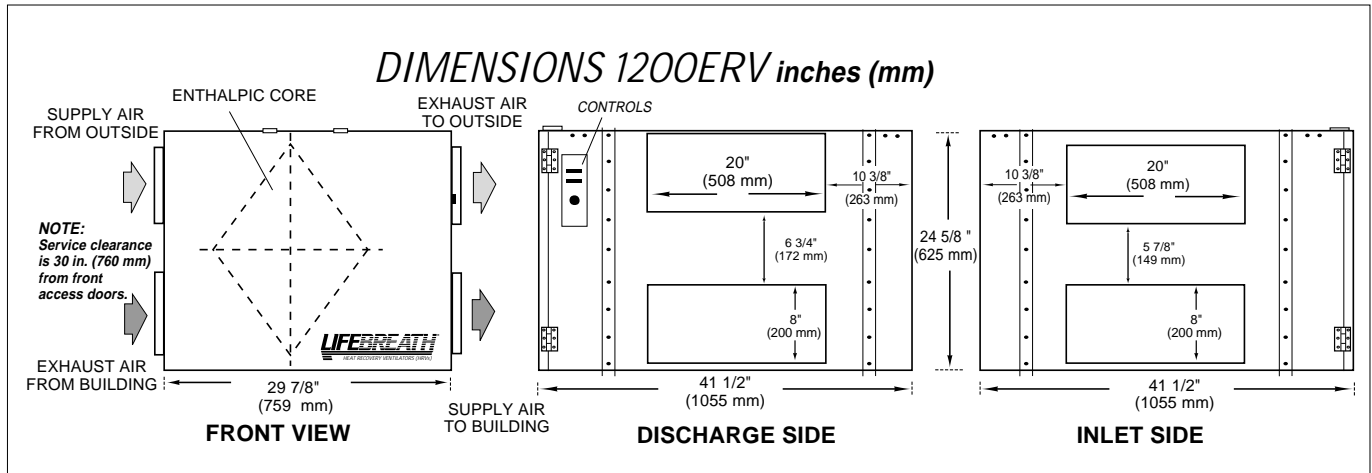 DIMENSIONS 1200ERV inches (mm)
ENTHALPIC CORE
SUPPLY AIR
FROM OUTSIDE
EXHAUST AIR
TO OUTSIDE
NOTE:
Service clearance
is 30 in. (760 mm)
from front
access doors.
LIFEBREATH
HEAT RECOVERY VENTILATORS (HRVs)
EXHAUST AIR
FROM BUILDING
29 7/8"
(759 mm)
SUPPLY AIR
TO BUILDING
FRONT VIEW
CONTROLS
20"
(508 mm)
10 3/8"
(263 mm)
6 3/4"
(172 mm)
8"
(200 mm)
24 5/8 "
(625 mm)
41 1/2"
(1055 mm)
DISCHARGE SIDE
10 3/8"
(263 mm)
20"
(508 mm)
5 7/8"
(149 mm)
8"
(200 mm)
41 1/2"
(1055 mm)
INLET SIDE